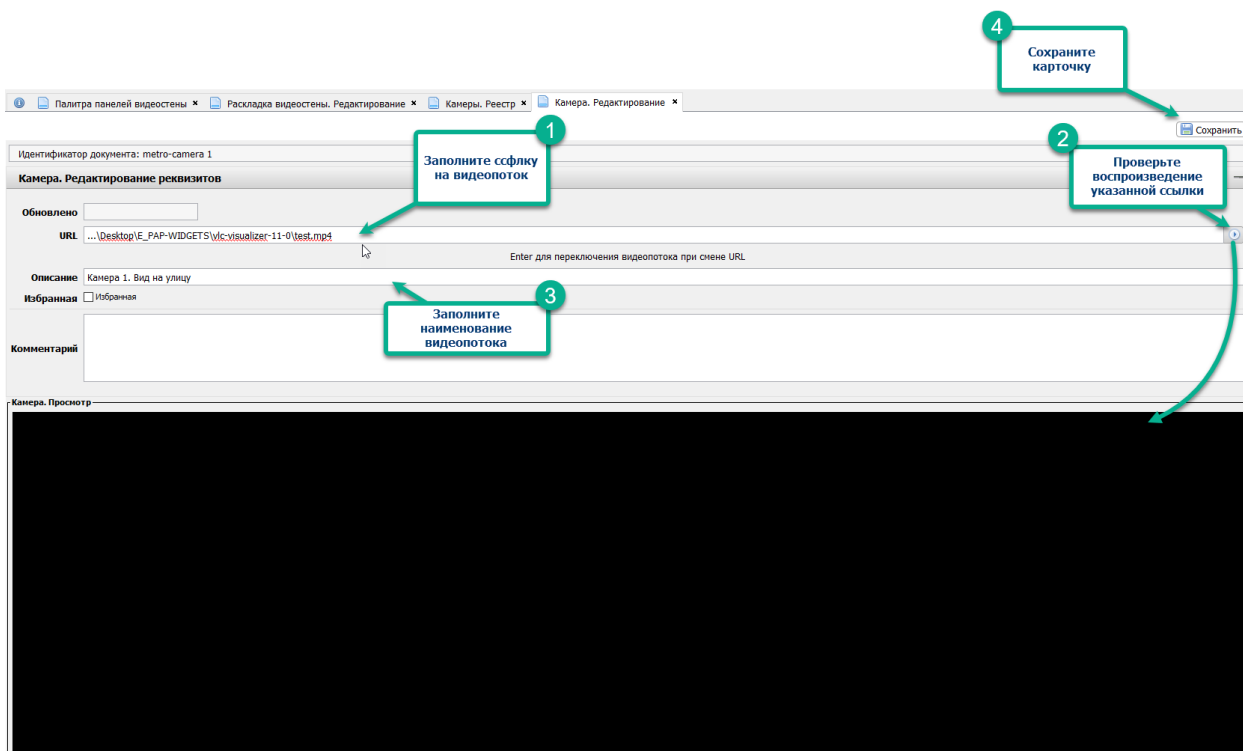 4
Сохраните
карточку
Палитра панелей видеостены × Раскладка видеостены. Редактирование × Камеры. Реестр × Камера. Редактирование ×
Сохранить
1
Заполните ссфлку
на видеопоток
2
Проверьте
воспроизведение
указанной ссылки
Идентификатор документа: metro-camera 1
Камера. Редактирование реквизитов
Обновлено
URL ...\Desktop\E_PAP-WIDGETS\vlc-visualizer-11-0\test.mp4
Enter для переключения видеопотока при смене URL
Описание Камера 1. Вид на улицу
Избранная Избранная
3
Заполните
наименование
видеопотока
Комментарий
Камера. Просмотр